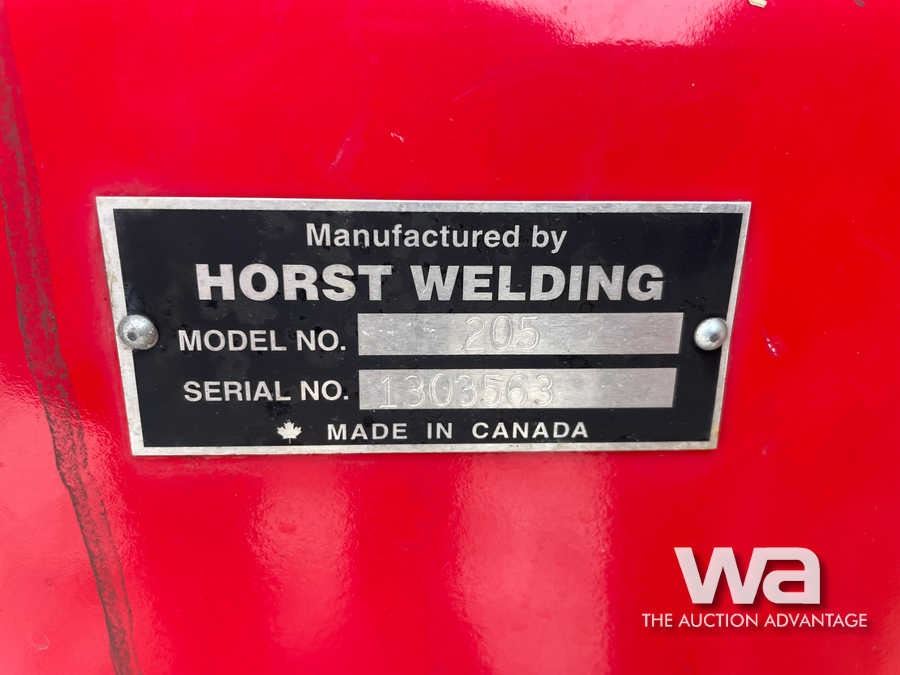 Manufactured by
HORST WELDING
MODEL NO. 205
SERIAL NO. 1303563
MADE IN CANADA
wa
THE AUCTION ADVANTAGE